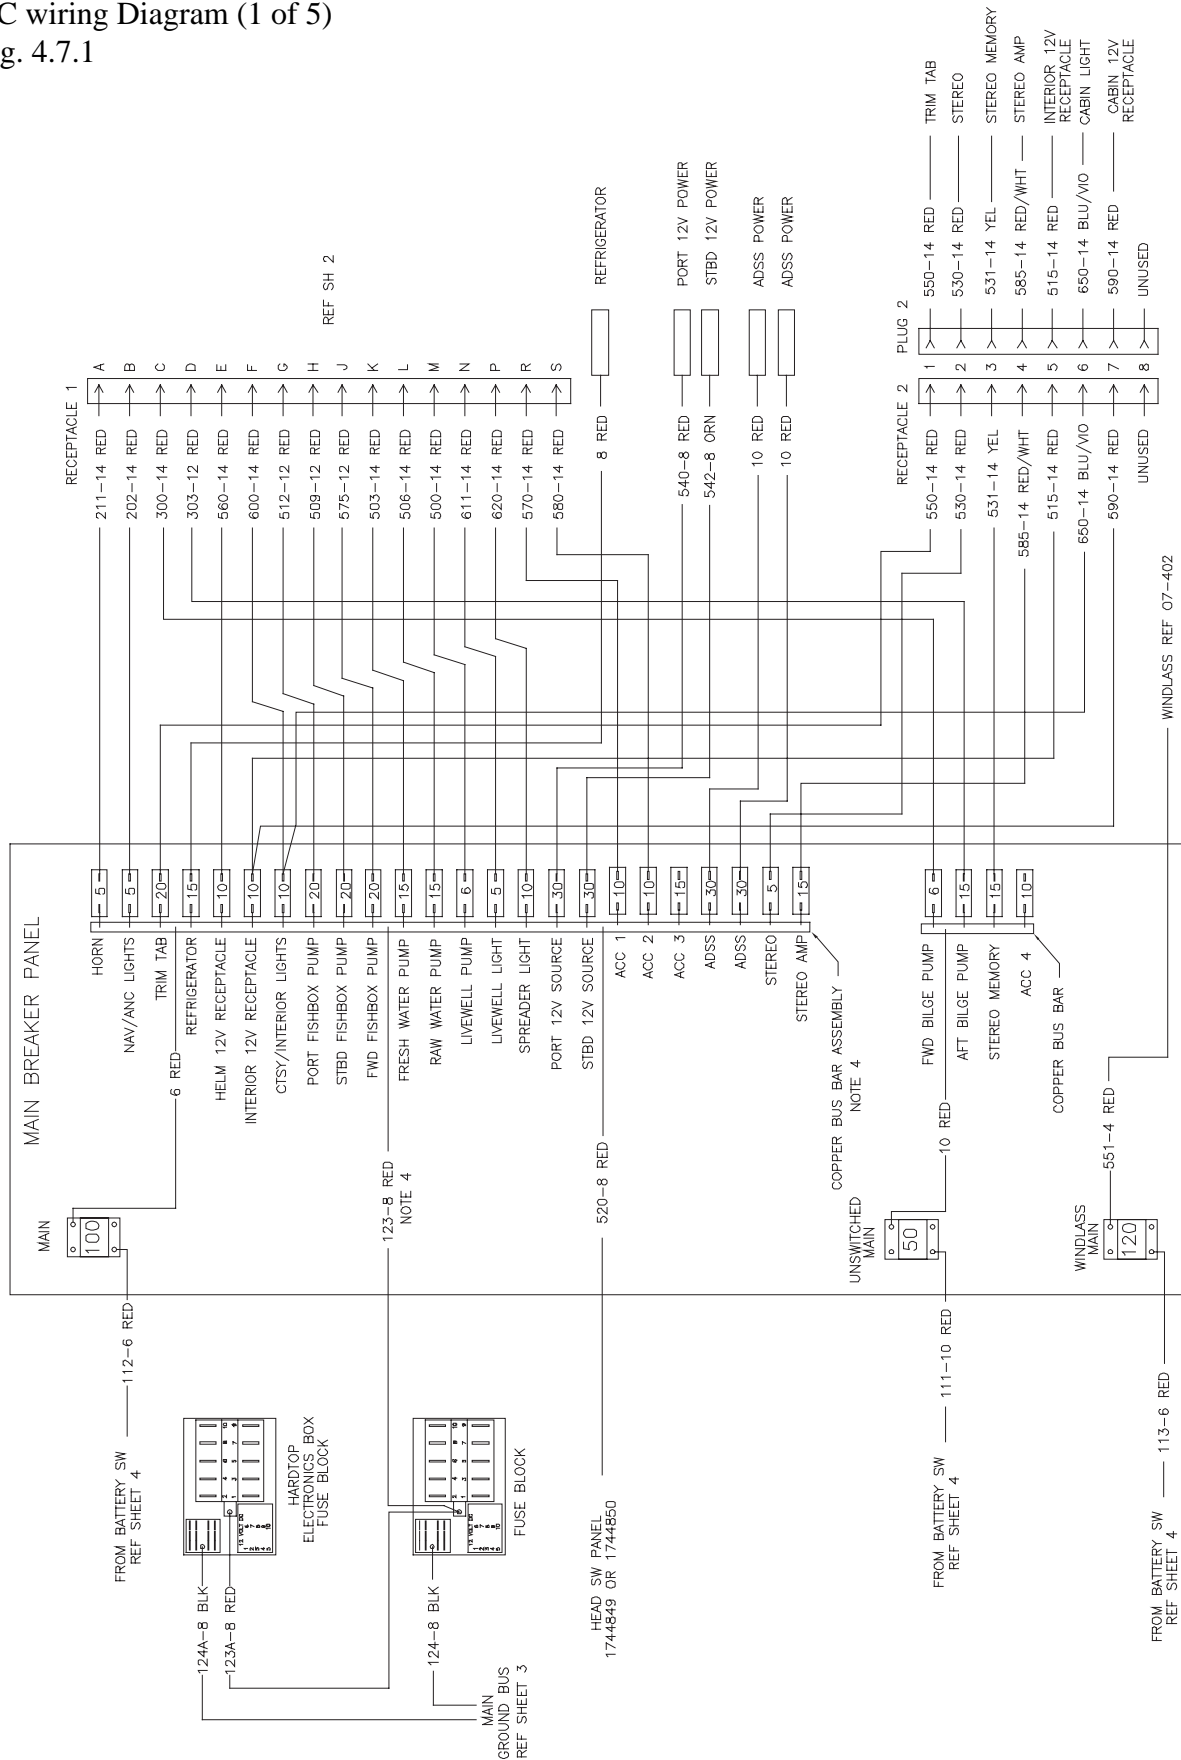 C wiring Diagram (1 of 5)
g. 4.7.1
MAIN BREAKER PANEL
RECEPTACLE 1
211-14 RED
A
202-14 RED
B
300-14 RED
C
303-12 RED
D
560-14 RED
E
600-14 RED
F
512-12 RED
G
509-12 RED
H
575-12 RED
J
503-14 RED
K
506-14 RED
L
500-14 RED
M
611-14 RED
N
620-14 RED
P
570-14 RED
R
580-14 RED
S
REF SH 2
8 RED
REFRIGERATOR
540-8 RED
PORT 12V POWER
542-8 ORN
STBD 12V POWER
10 RED
ADSS POWER
10 RED
ADSS POWER
RECEPTACLE 2
PLUG 2
550-14 RED
1
550-14 RED
TRIM TAB
530-14 RED
2
530-14 RED
STEREO
531-14 YEL
3
531-14 YEL
STEREO MEMORY
585-14 RED/WHT
4
585-14 RED/WHT
STEREO AMP
515-14 RED
5
515-14 RED
INTERIOR 12V
RECEPTACLE
650-14 BLU/VIO
6
650-14 BLU/VIO
CABIN LIGHT
590-14 RED
7
590-14 RED
CABIN 12V
RECEPTACLE
UNUSED
8
UNUSED
WINDLASS REF 07-402
HORN
5
NAV/ANC LIGHTS
5
TRIM TAB
20
REFRIGERATOR
15
HELM 12V RECEPTACLE
10
INTERIOR 12V RECEPTACLE
10
CTSY/INTERIOR LIGHTS
10
PORT FISHBOX PUMP
20
STBD FISHBOX PUMP
20
FWD FISHBOX PUMP
20
FRESH WATER PUMP
15
RAW WATER PUMP
15
LIVEWELL PUMP
6
LIVEWELL LIGHT
5
SPREADER LIGHT
10
PORT 12V SOURCE
30
STBD 12V SOURCE
30
ACC 1
10
ACC 2
10
ACC 3
15
ADSS
30
ADSS
30
STEREO
5
STEREO AMP
15
COPPER BUS BAR ASSEMBLY
NOTE 4
FWD BILGE PUMP
6
AFT BILGE PUMP
15
STEREO MEMORY
15
ACC 4
10
COPPER BUS BAR
MAIN
100
6 RED
123-8 RED
NOTE 4
520-8 RED
UNSWITCHED
MAIN
50
10 RED
WINDLASS
MAIN
120
551-4 RED
FROM BATTERY SW
REF SHEET 4
112-6 RED
HARDTOP
ELECTRONICS BOX
FUSE BLOCK
12 VOLT DC
124A-8 BLK
123A-8 RED
FUSE BLOCK
12 VOLT DC
124-8 BLK
MAIN
GROUND BUS
REF SHEET 3
HEAD SW PANEL
1744849 OR 1744850
FROM BATTERY SW
REF SHEET 4
111-10 RED
FROM BATTERY SW
REF SHEET 4
113-6 RED